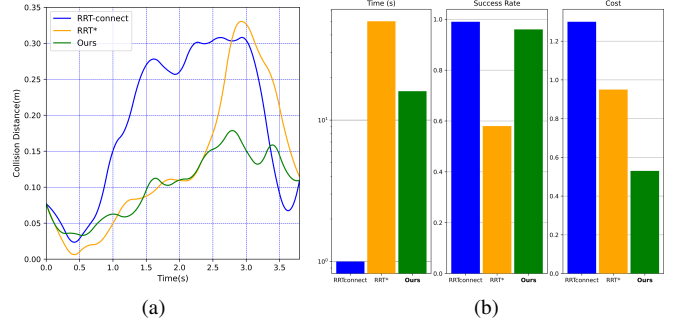 RRT-connect
RRT*
Ours
Collision Distance(m)
0.35
0.30
0.25
0.20
0.15
0.10
0.05
0.00
0.0 0.5 1.0 1.5 2.0 2.5 3.0 3.5
Time(s)
(a)
Time (s)
10¹
10⁰
RRTconnect RRT* Ours
Success Rate
1.0
0.8
0.6
0.4
0.2
0.0
RRTconnect RRT* Ours
Cost
1.2
1.0
0.8
0.6
0.4
0.2
0.0
RRTconnect RRT* Ours
(b)